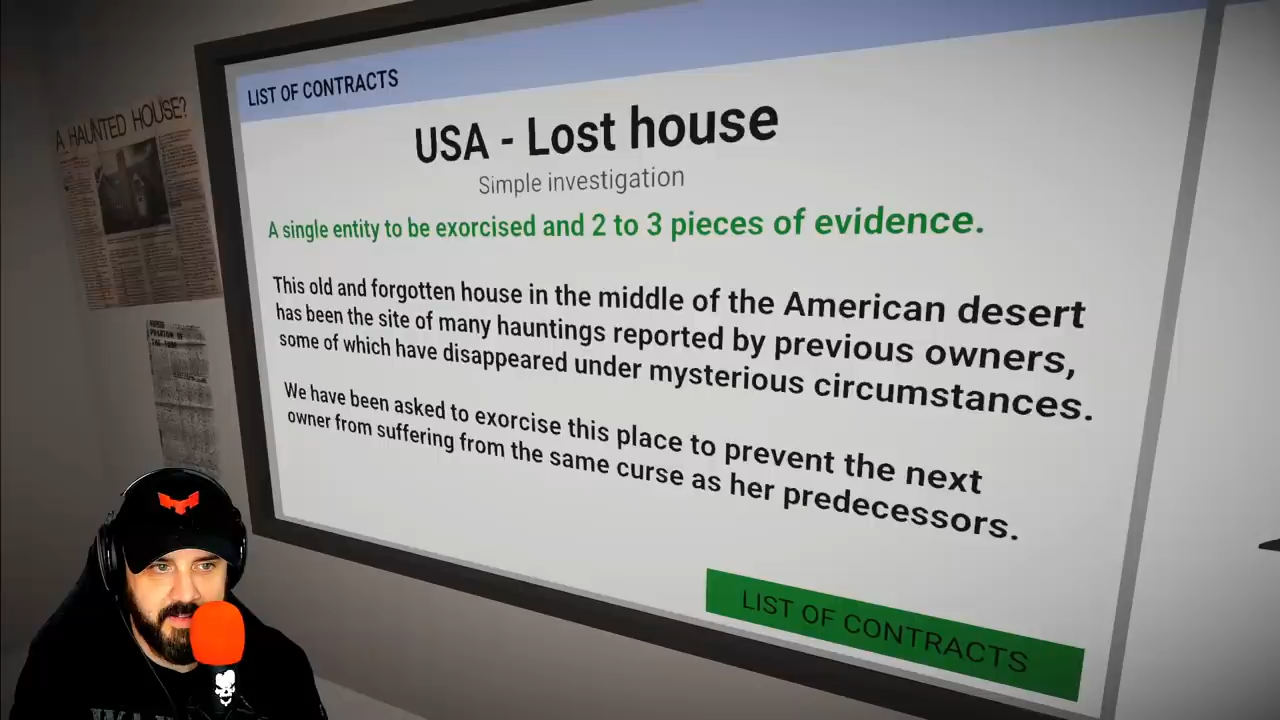 A HAUNTED HOUSE?
LIST OF CONTRACTS
USA - Lost house
Simple investigation
A single entity to be exorcised and 2 to 3 pieces of evidence.
This old and forgotten house in the middle of the American desert
has been the site of many hauntings reported by previous owners,
some of which have disappeared under mysterious circumstances.
We have been asked to exorcise this place to prevent the next
owner from suffering from the same curse as her predecessors.
LIST OF CONTRACTS